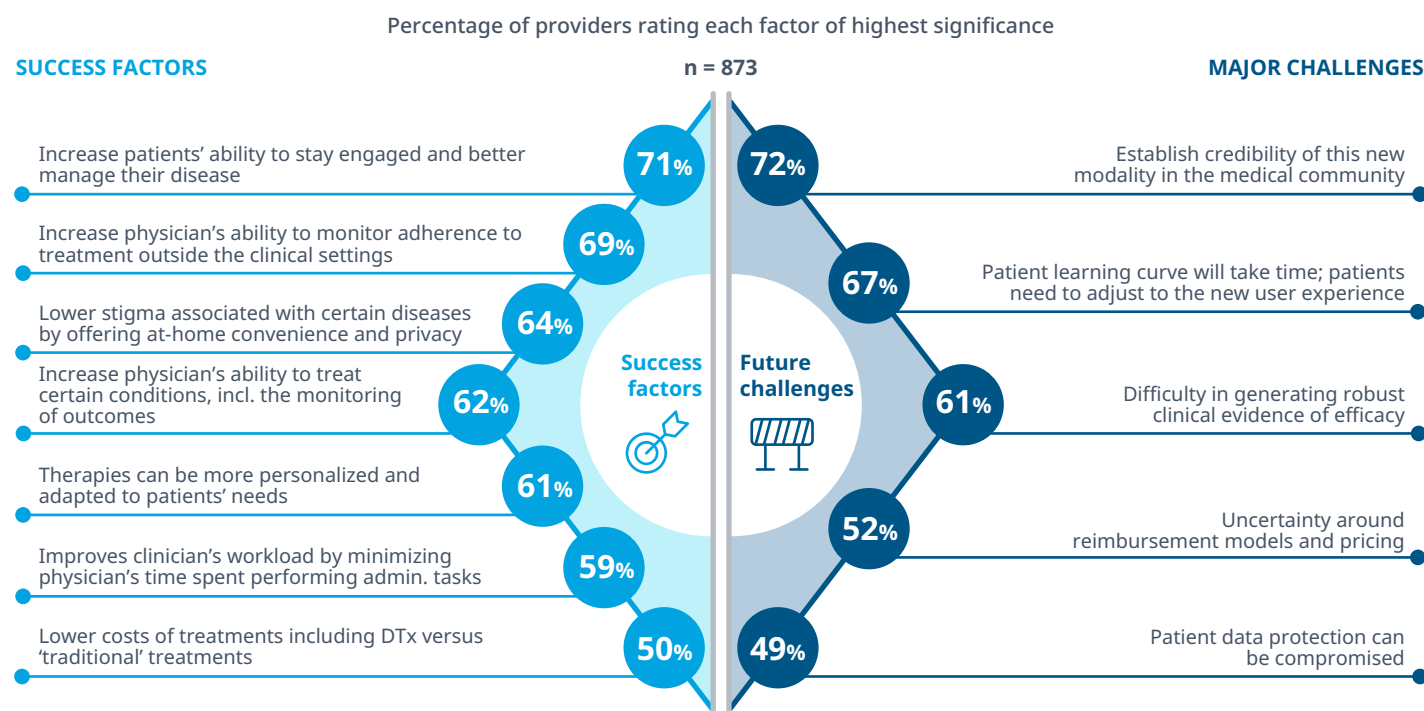 Percentage of providers rating each factor of highest significance
SUCCESS FACTORS
n = 873
MAJOR CHALLENGES
Increase patients’ ability to stay engaged and better
manage their disease
71%
Increase physician’s ability to monitor adherence to
treatment outside the clinical settings
69%
Lower stigma associated with certain diseases
by offering at-home convenience and privacy
64%
Increase physician’s ability to treat
certain conditions, incl. the monitoring
of outcomes
62%
Therapies can be more personalized and
adapted to patients’ needs
61%
Improves clinician’s workload by minimizing
physician’s time spent performing admin. tasks
59%
Lower costs of treatments including DTx versus
‘traditional’ treatments
50%
Success
factors
Future
challenges
72%
Establish credibility of this new
modality in the medical community
67%
Patient learning curve will take time; patients
need to adjust to the new user experience
61%
Difficulty in generating robust
clinical evidence of efficacy
52%
Uncertainty around
reimbursement models and pricing
49%
Patient data protection can
be compromised